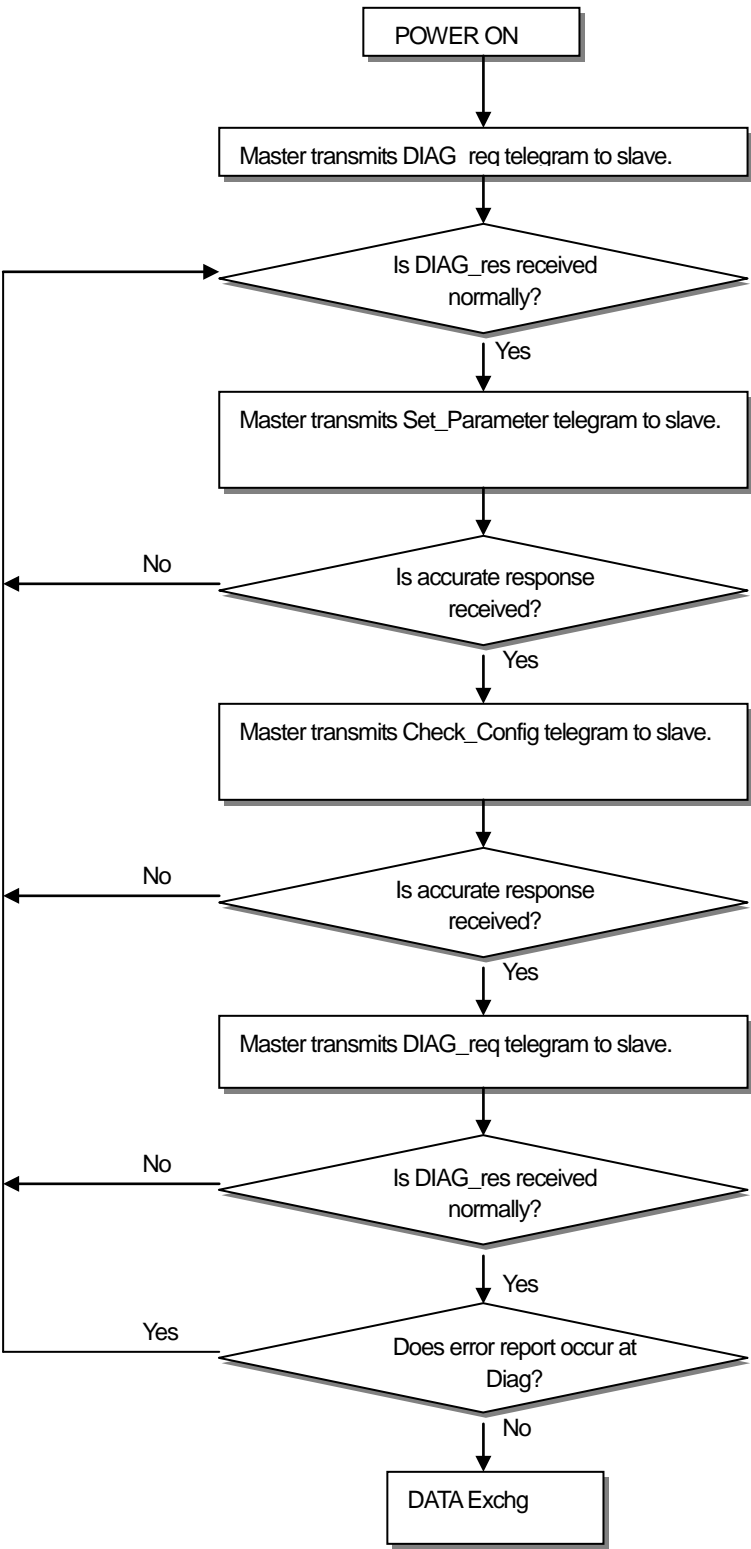 POWER ON
Master transmits DIAG_req telegram to slave.
Is DIAG_res received
normally?
Yes
Master transmits Set_Parameter telegram to slave.
No
Is accurate response
received?
Yes
Master transmits Check_Config telegram to slave.
No
Is accurate response
received?
Yes
Master transmits DIAG_req telegram to slave.
No
Is DIAG_res received
normally?
Yes
Yes
Does error report occur at
Diag?
No
DATA Exchg